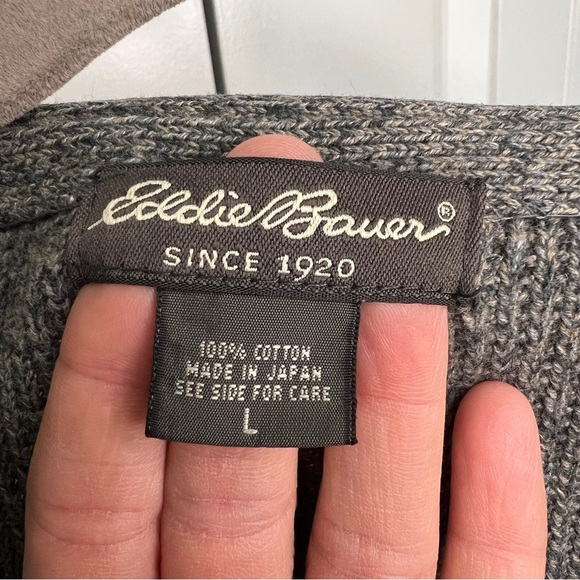 Eddie Bauer®
SINCE 1920
100% COTTON
MADE IN JAPAN
SEE SIDE FOR CARE
L